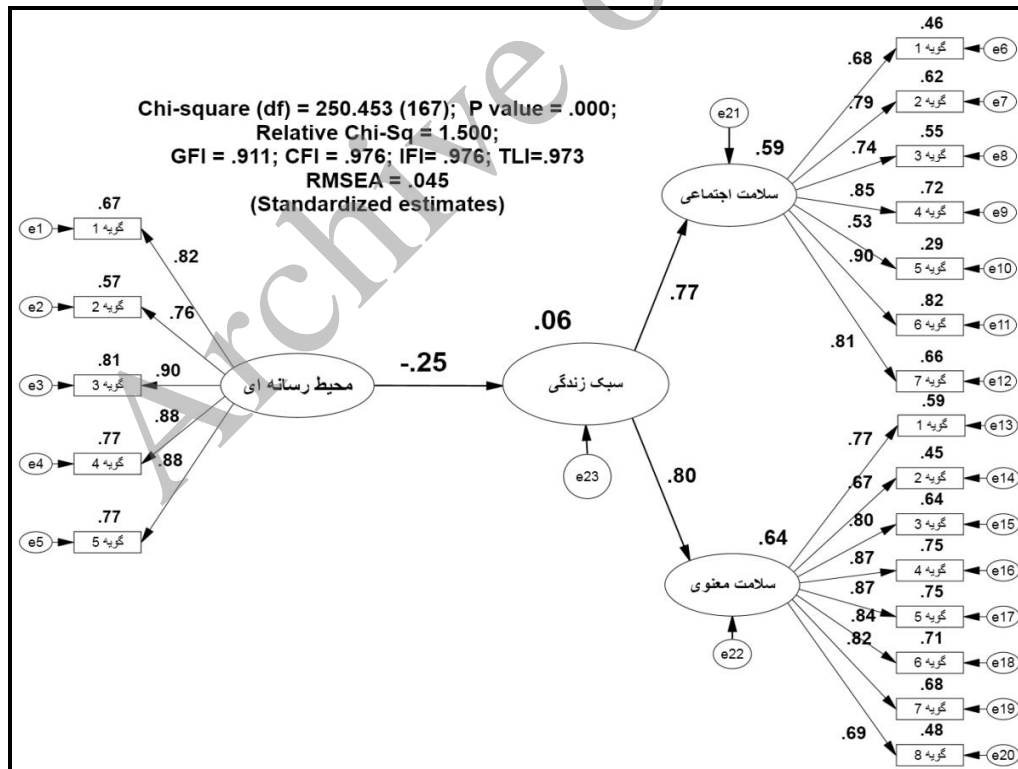 Archive
Chi-square (df) = 250.453 (167); P value = .000;
Relative Chi-Sq = 1.500;
GFI = .911; CFI = .976; IFI= .976; TLI=.973
RMSEA = .045
(Standardized estimates)
.67
e1
گویه 1
.82
.57
e2
گویه 2
.76
.81
e3
گویه 3
.90
.77
e4
گویه 4
.88
.77
e5
گویه 5
.88
محیط رسانه ای
-.25
.06
سبک زندگی
e23
.77
.80
e21
.59
سلامت اجتماعی
.68
.46
گویه 1
e6
.79
.62
گویه 2
e7
.74
.55
گویه 3
e8
.85
.72
گویه 4
e9
.53
.29
گویه 5
e10
.90
.82
گویه 6
e11
.81
.66
گویه 7
e12
.64
سلامت معنوی
e22
.77
.59
گویه 1
e13
.67
.45
گویه 2
e14
.80
.64
گویه 3
e15
.87
.75
گویه 4
e16
.87
.75
گویه 5
e17
.84
.71
گویه 6
e18
.82
.68
گویه 7
e19
.69
.48
گویه 8
e20